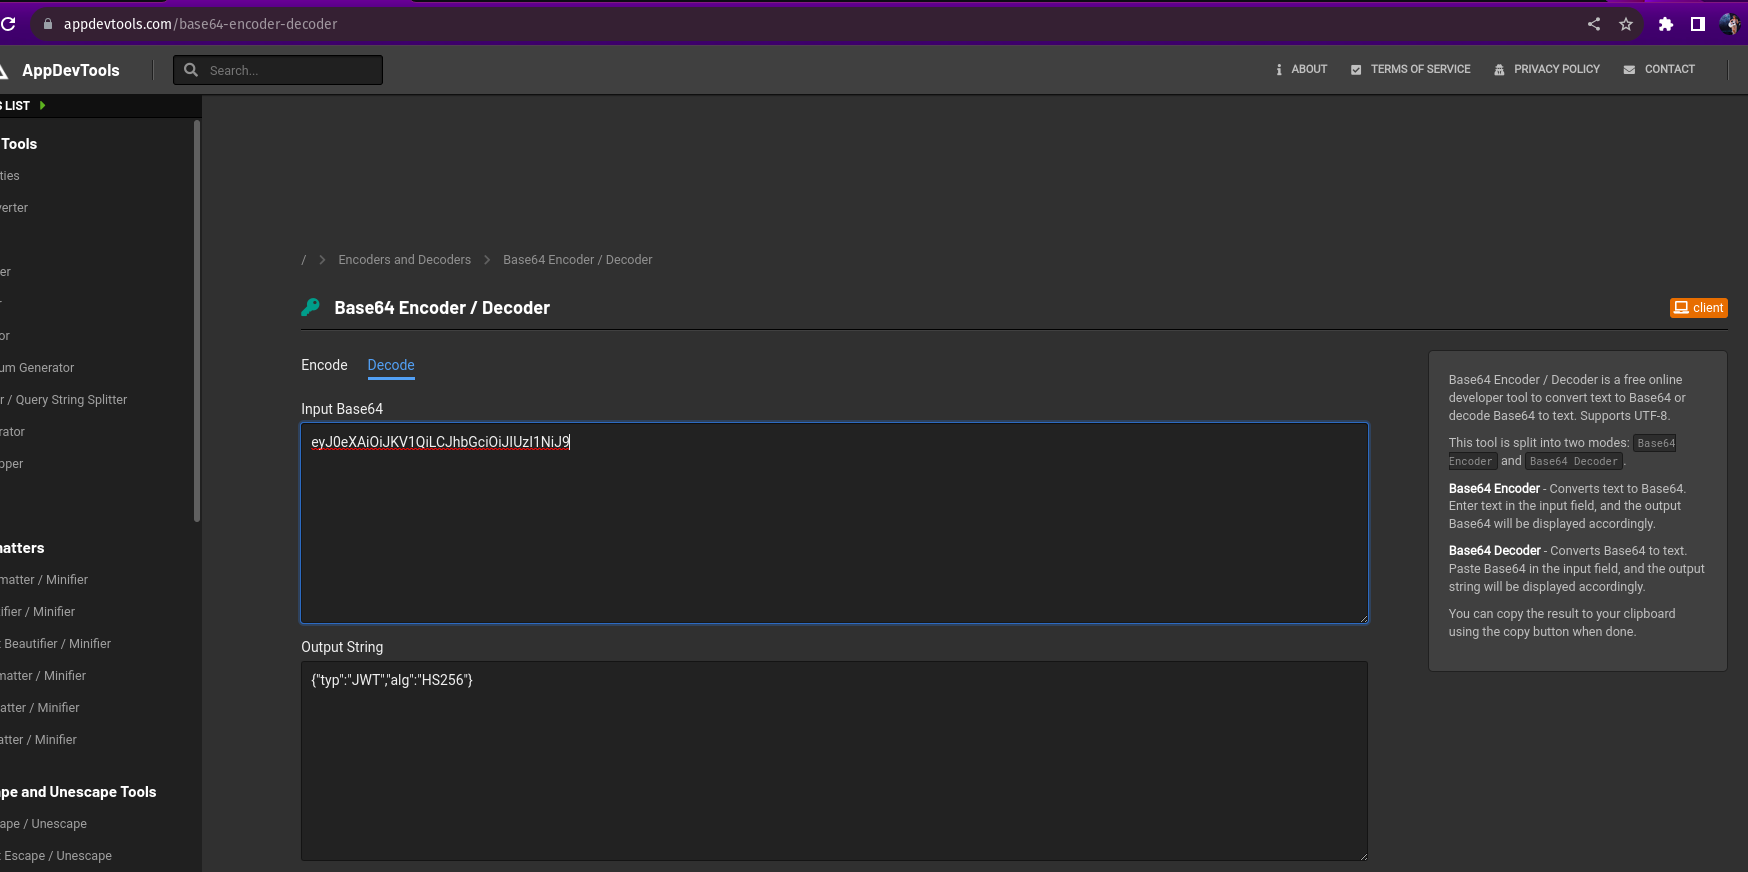 appdevtools.com/base64-encoder-decoder
AppDevTools
Search...
ABOUT
TERMS OF SERVICE
PRIVACY POLICY
CONTACT
LIST
Tools
ties
verter
er
or
um Generator
r / Query String Splitter
rator
pper
matters
matter / Minifier
ifier / Minifier
Beautifier / Minifier
matter / Minifier
atter / Minifier
atter / Minifier
ape and Unescape Tools
ape / Unescape
Escape / Unescape
/ > Encoders and Decoders > Base64 Encoder / Decoder
Base64 Encoder / Decoder
client
Encode Decode
Input Base64
eyJ0eXAiOiJKV1QiLCJhbGciOiJIUzI1NiJ9
Output String
{"typ":"JWT","alg":"HS256"}
Base64 Encoder / Decoder is a free online
developer tool to convert text to Base64 or
decode Base64 to text. Supports UTF-8.
This tool is split into two modes: Base64
Encoder and Base64 Decoder.
Base64 Encoder - Converts text to Base64.
Enter text in the input field, and the output
Base64 will be displayed accordingly.
Base64 Decoder - Converts Base64 to text.
Paste Base64 in the input field, and the output
string will be displayed accordingly.
You can copy the result to your clipboard
using the copy button when done.